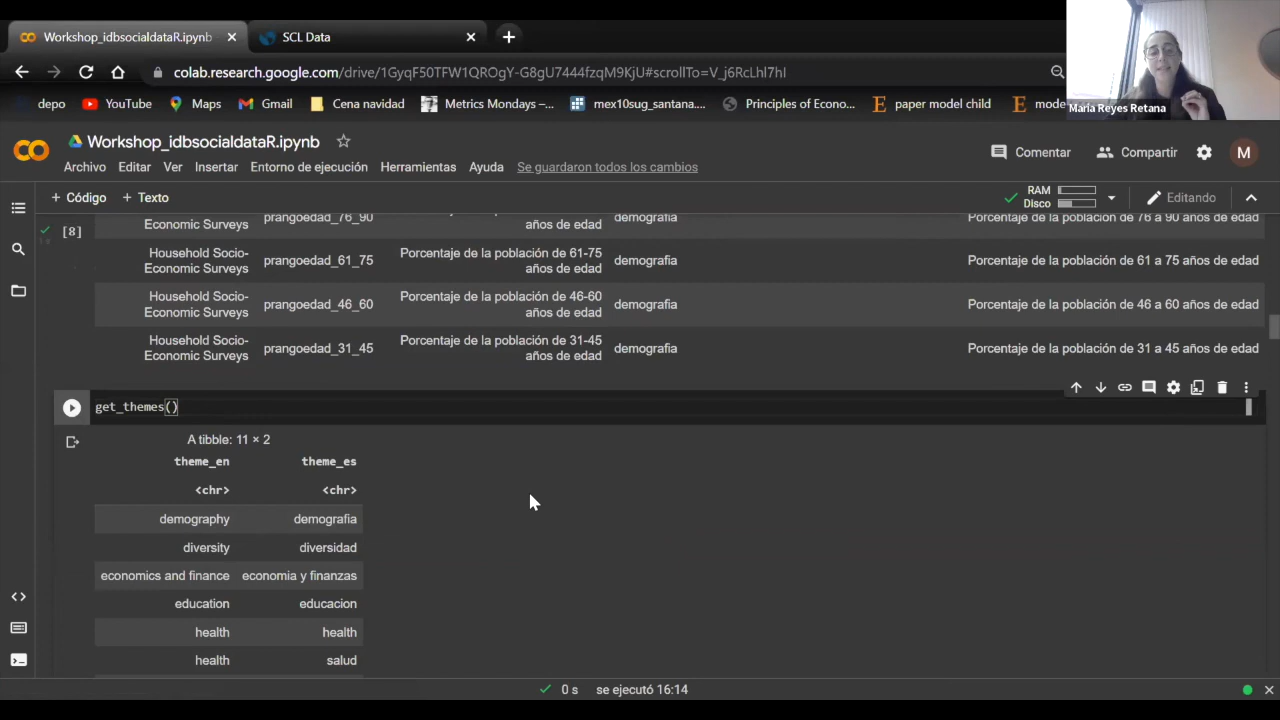 Workshop_idbsocialdataR.ipynb
SCL Data
colab.research.google.com/drive/1GyqF50TFW1QROgY-G8gU7444fzqM9KjU#scrollTo=V_j6RcLhl7hI
depo YouTube Maps Gmail Cena navidad Metrics Mondays –... mex10sug_santana.... Principles of Econo... paper model child
Maria Reyes Retana
Workshop_idbsocialdataR.ipynb
Comentar Compartir M
Archivo Editar Ver Insertar Entorno de ejecución Herramientas Ayuda Se guardaron todos los cambios
+ Código + Texto RAM Disco Editando
[8]
Economic Surveys prangoedad_76_90 años de edad demografia Porcentaje de la población de 76 a 90 años de edad
Household Socio-Economic Surveys prangoedad_61_75 Porcentaje de la población de 61-75 años de edad demografia Porcentaje de la población de 61 a 75 años de edad
Household Socio-Economic Surveys prangoedad_46_60 Porcentaje de la población de 46-60 años de edad demografia Porcentaje de la población de 46 a 60 años de edad
Household Socio-Economic Surveys prangoedad_31_45 Porcentaje de la población de 31-45 años de edad demografia Porcentaje de la población de 31 a 45 años de edad
get_themes()
A tibble: 11 × 2
theme_en theme_es
<chr> <chr>
demography demografia
diversity diversidad
economics and finance economia y finanzas
education educacion
health health
health salud
0 s se ejecutó 16:14